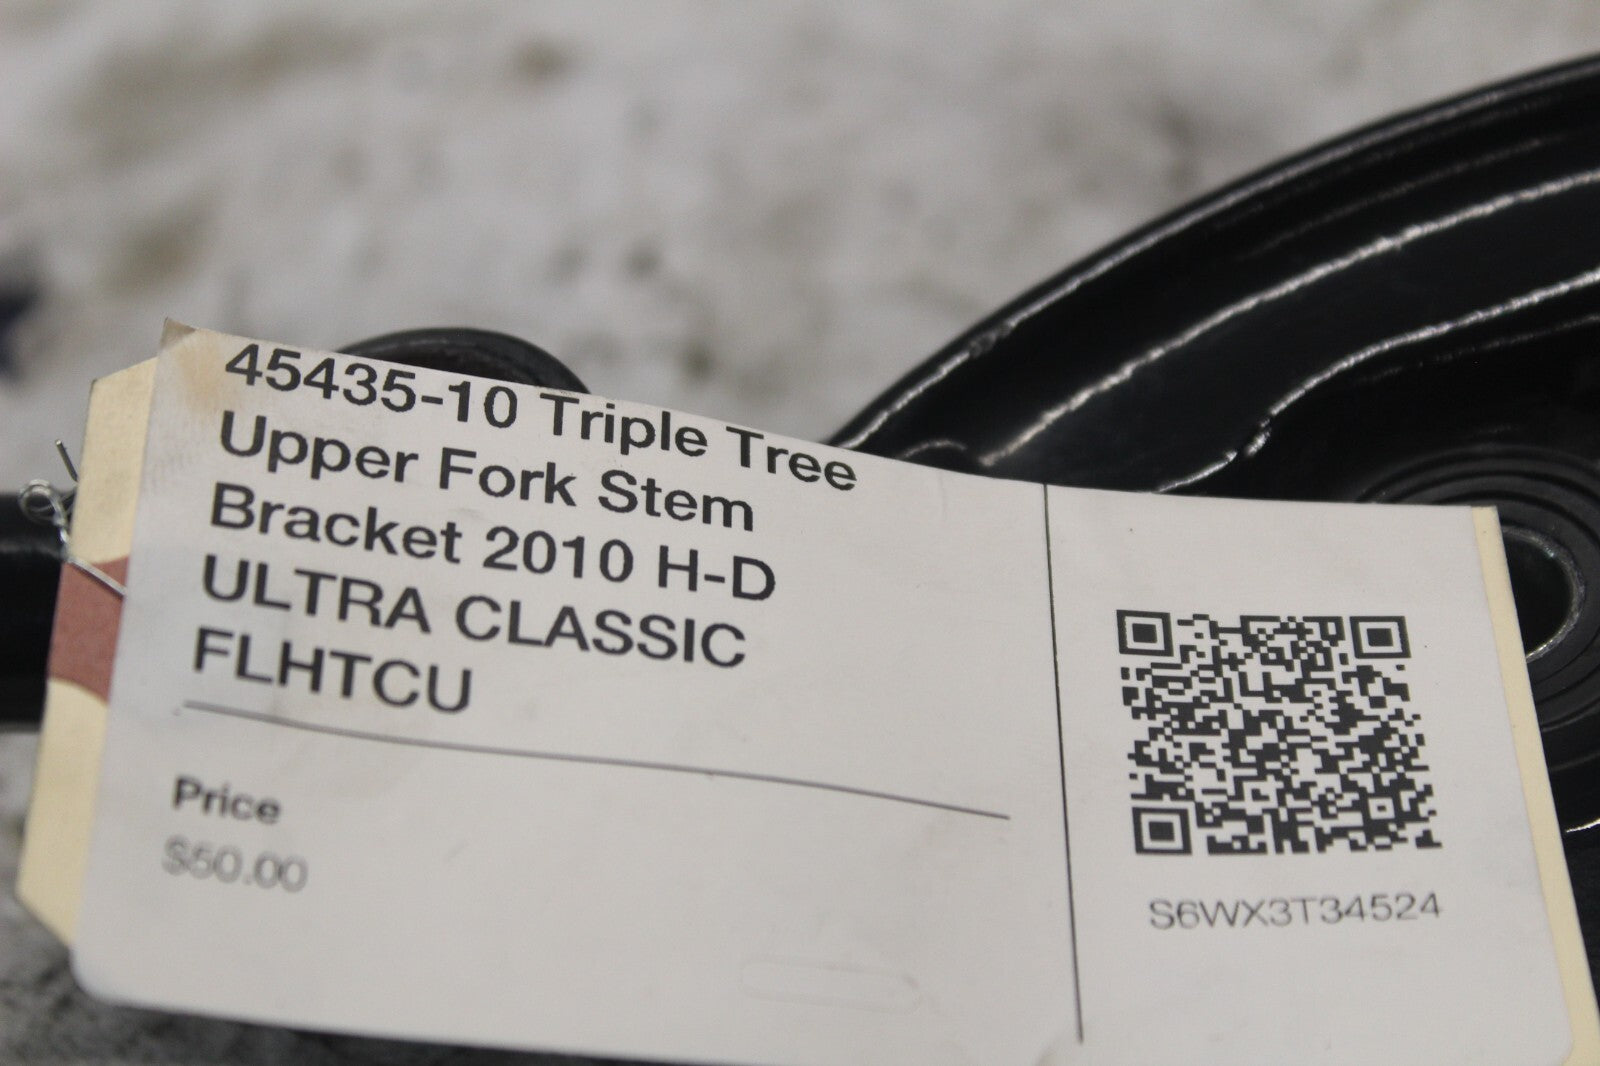 45435-10 Triple Tree
Upper Fork Stem
Bracket 2010 H-D
ULTRA CLASSIC
FLHTCU
Price
$50.00
S6WX3T34524